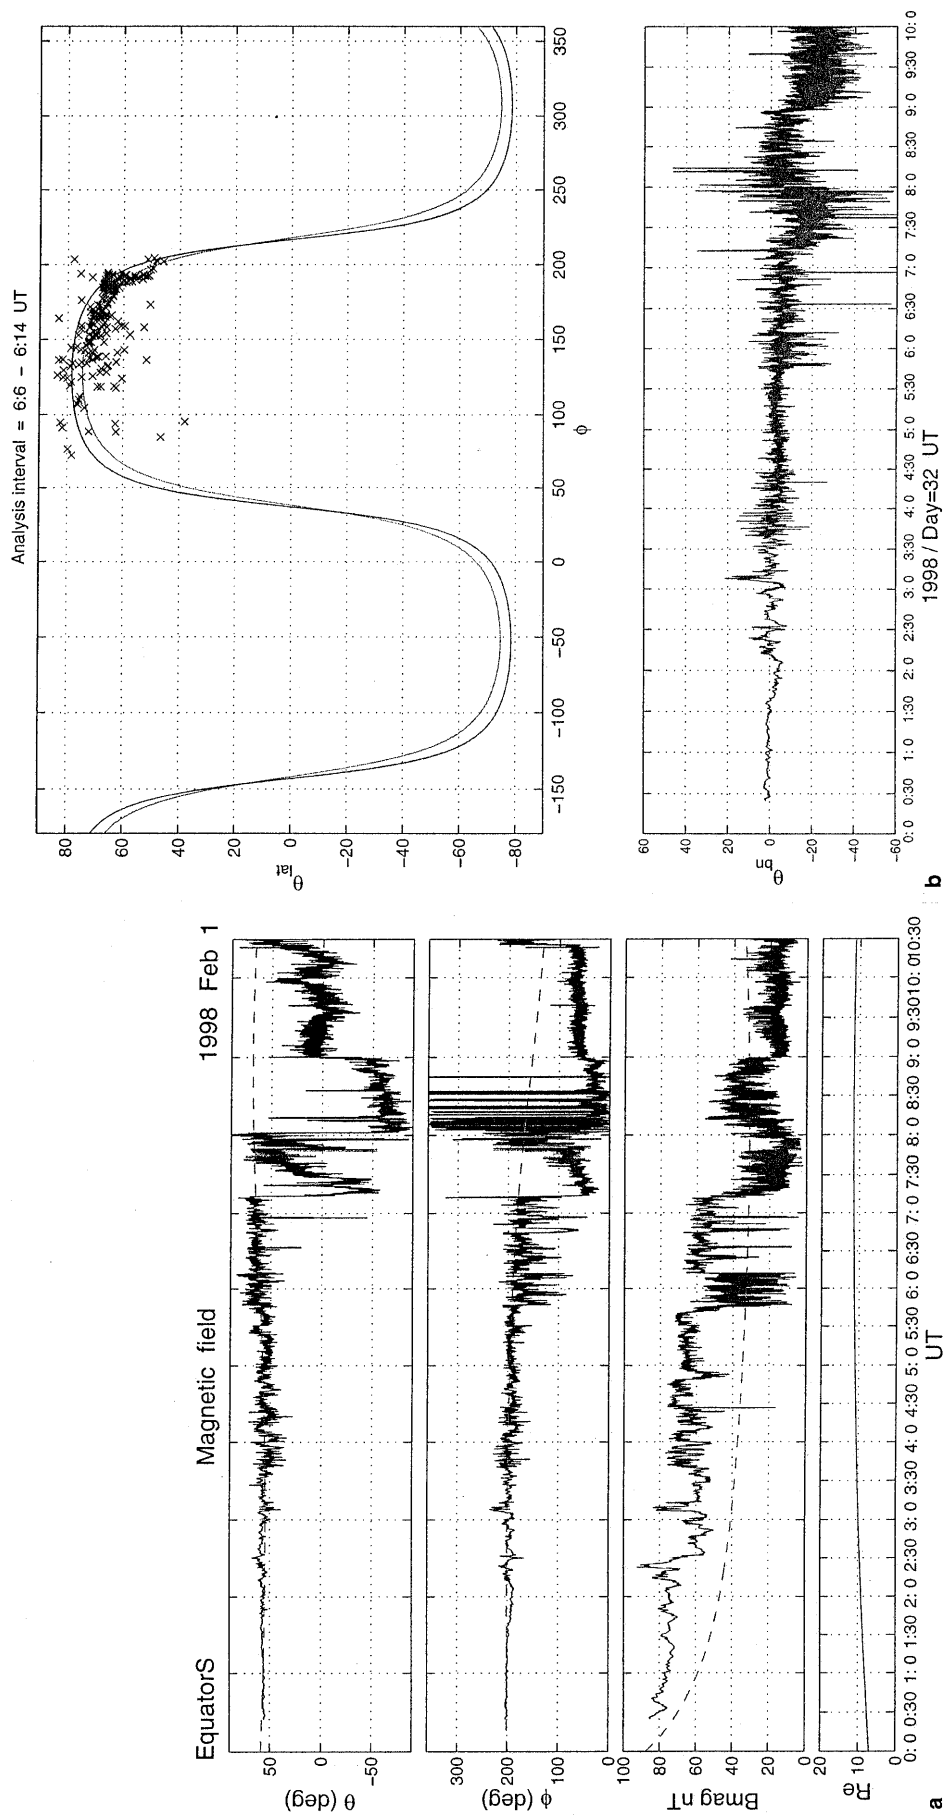 EquatorS Magnetic field 1998 Feb 1
θ (deg)
50
0
-50
φ (deg)
300
200
100
0
Bmag nT
100
80
60
40
20
Re
20
10
0
0: 0 0:30 1: 0 1:30 2: 0 2:30 3: 0 3:30 4: 0 4:30 5: 0 5:30 6: 0 6:30 7: 0 7:30 8: 0 8:30 9: 0 9:30 10: 0 10:30
UT
a
Analysis interval = 6:6 - 6:14 UT
θlat
80
60
40
20
0
-20
-40
-60
-80
-150 -100 -50 0 50 100 150 200 250 300 350
φ
θbn
60
40
20
0
-20
-40
-60
0: 0 0:30 1: 0 1:30 2: 0 2:30 3: 0 3:30 4: 0 4:30 5: 0 5:30 6: 0 6:30 7: 0 7:30 8: 0 8:30 9: 0 9:30 10: 0
1998 / Day=32 UT
b